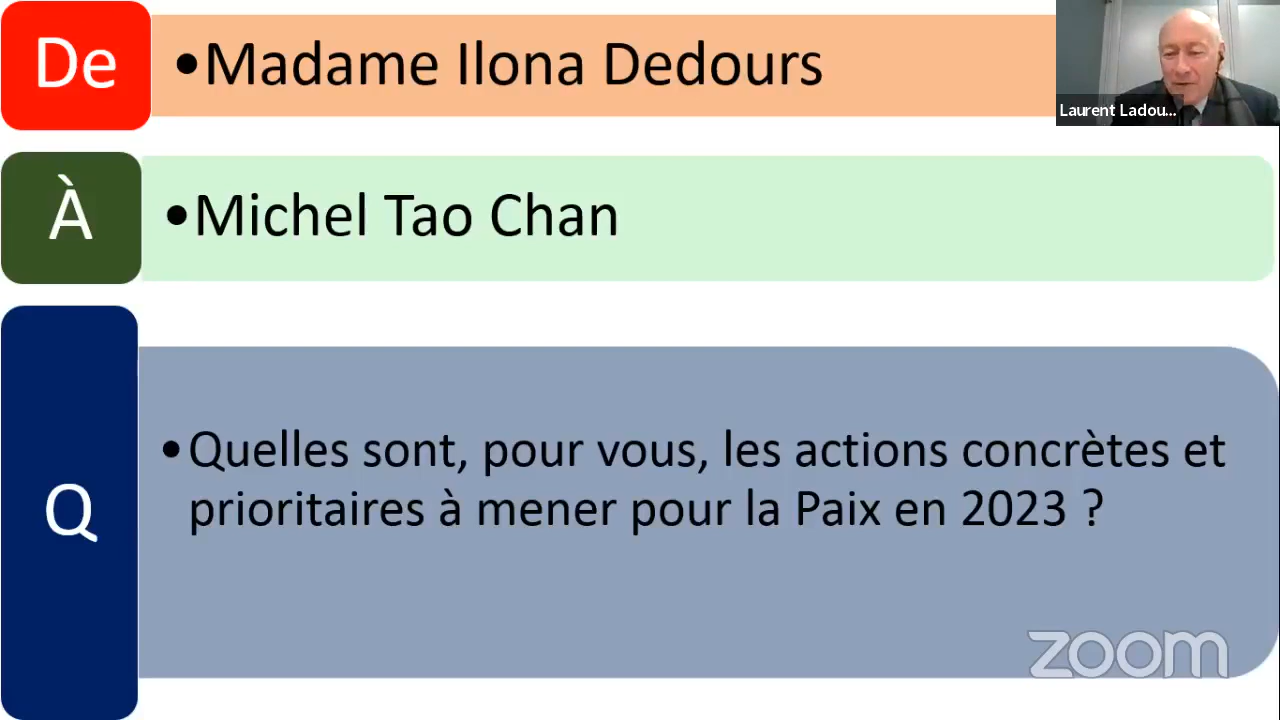 De
•Madame Ilona Dedours
Laurent Ladou...
À
•Michel Tao Chan
Q
•Quelles sont, pour vous, les actions concrètes et
prioritaires à mener pour la Paix en 2023 ?
zoom